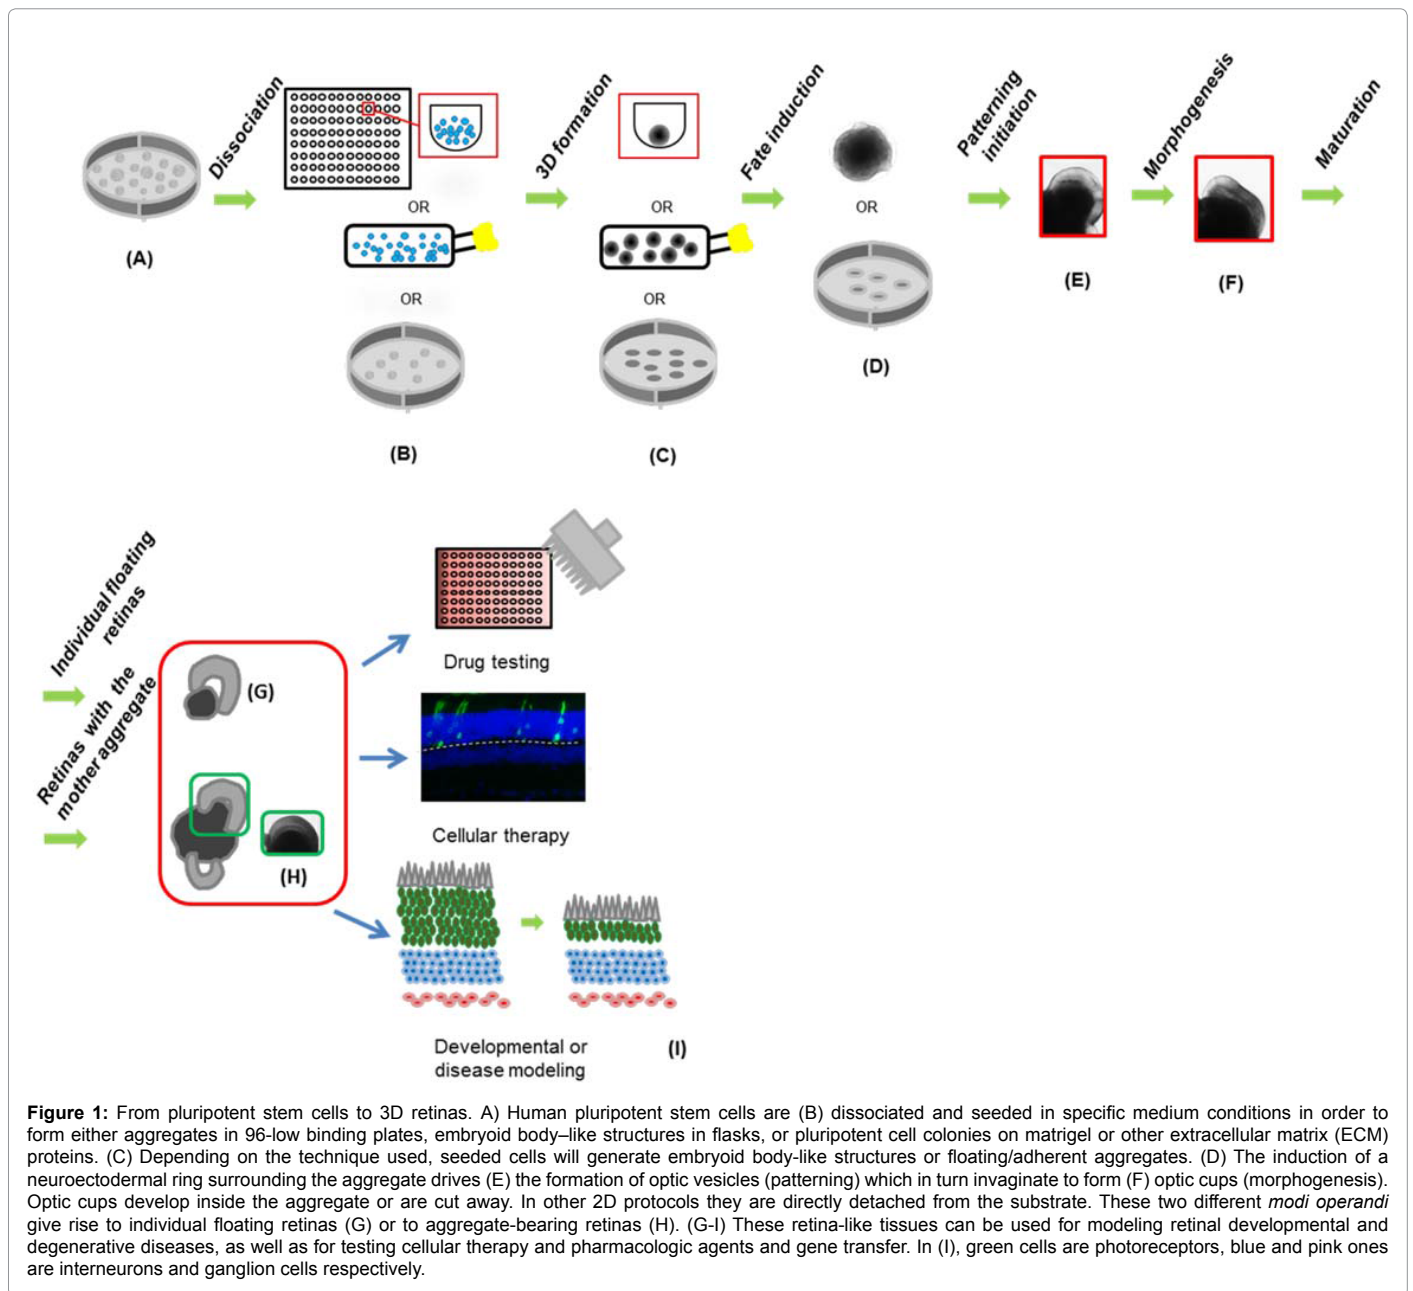 Dissociation
3D formation
Fate induction
Patterning
initiation
Morphogenesis
Maturation
OR
OR
OR
OR
OR
(A)
(B)
(C)
(D)
(E)
(F)
Individual floating
retinas
Retinas with the
mother aggregate
(G)
(H)
Drug testing
Cellular therapy
Developmental or
disease modeling
(I)
Figure 1: From pluripotent stem cells to 3D retinas. A) Human pluripotent stem cells are (B) dissociated and seeded in specific medium conditions in order to
form either aggregates in 96-low binding plates, embryoid body–like structures in flasks, or pluripotent cell colonies on matrigel or other extracellular matrix (ECM)
proteins. (C) Depending on the technique used, seeded cells will generate embryoid body-like structures or floating/adherent aggregates. (D) The induction of a
neuroectodermal ring surrounding the aggregate drives (E) the formation of optic vesicles (patterning) which in turn invaginate to form (F) optic cups (morphogenesis).
Optic cups develop inside the aggregate or are cut away. In other 2D protocols they are directly detached from the substrate. These two different modi operandi
give rise to individual floating retinas (G) or to aggregate-bearing retinas (H). (G-I) These retina-like tissues can be used for modeling retinal developmental and
degenerative diseases, as well as for testing cellular therapy and pharmacologic agents and gene transfer. In (I), green cells are photoreceptors, blue and pink ones
are interneurons and ganglion cells respectively.